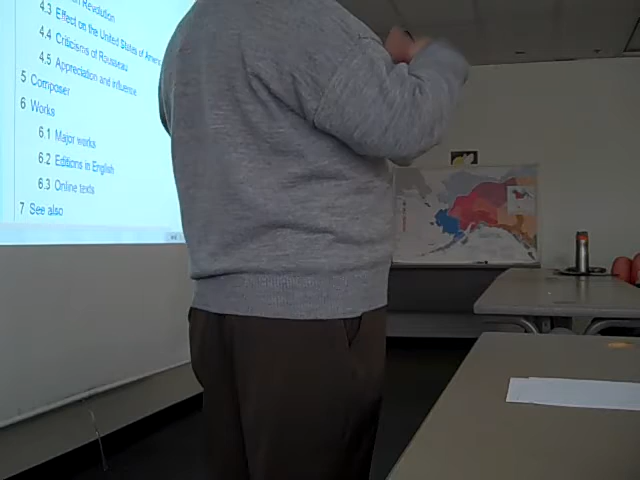 Revolution
4.3 Effect on the United States of Amer
4.4 Criticisms of Rousseau
4.5 Appreciation and influence
5 Composer
6 Works
6.1 Major works
6.2 Editions in English
6.3 Online texts
7 See also